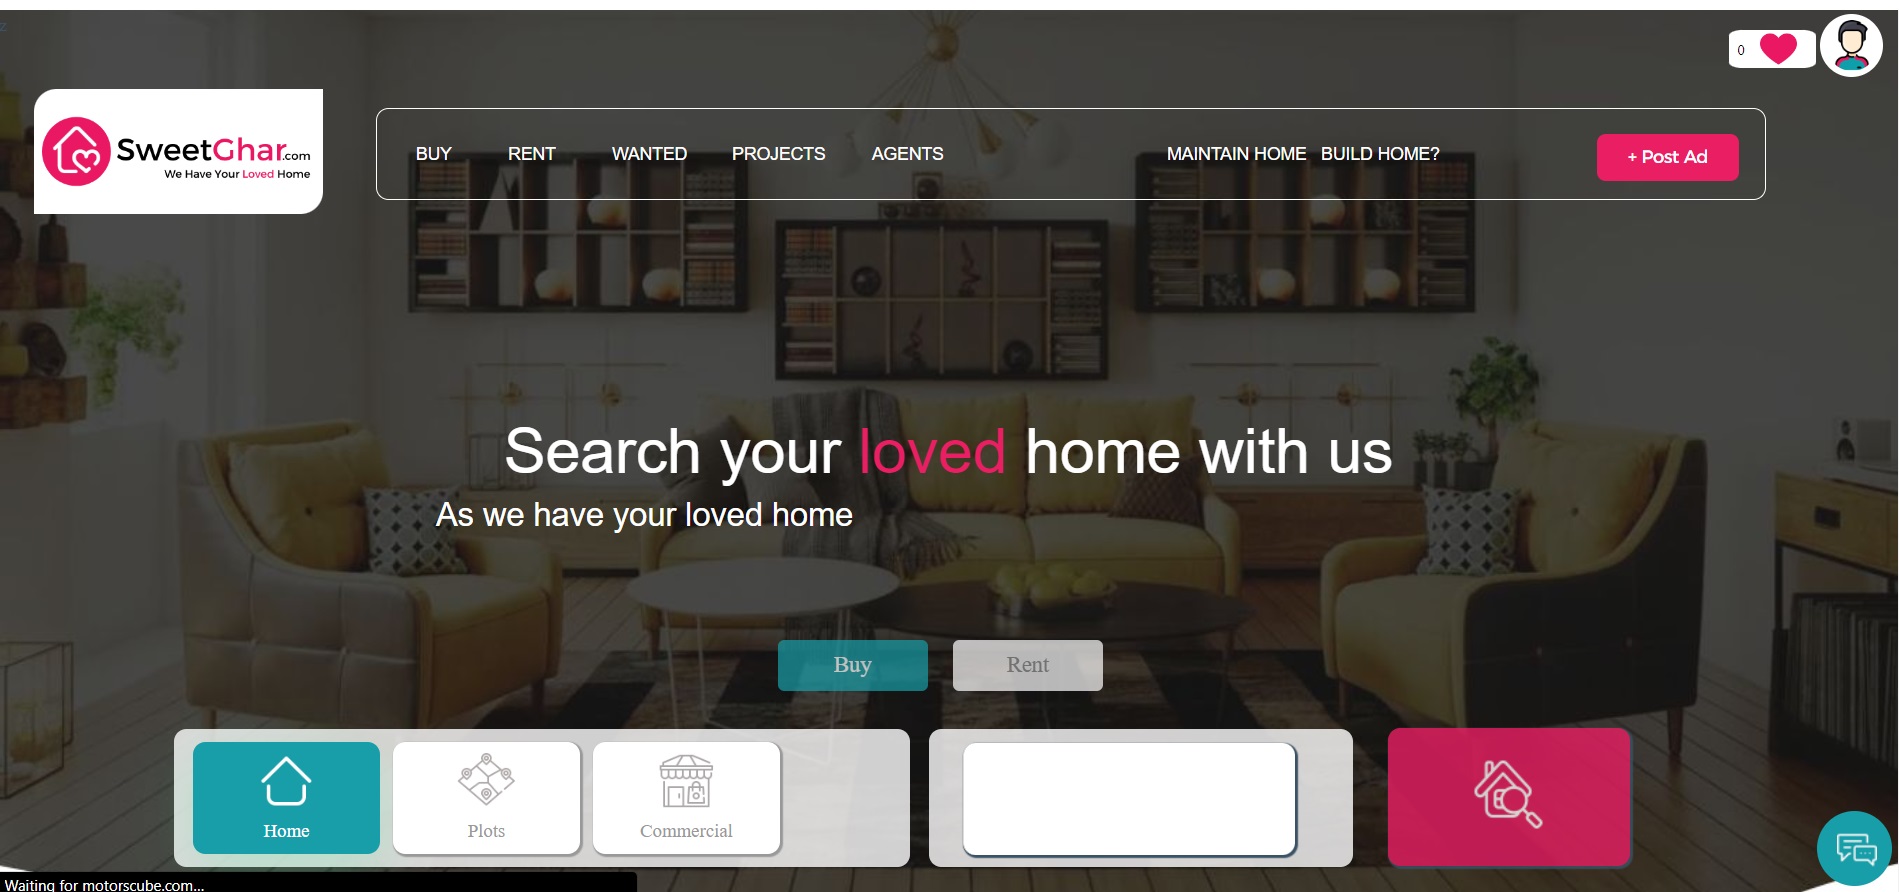 z
0
SweetGhar.com
We Have Your Loved Home
BUY RENT WANTED PROJECTS AGENTS MAINTAIN HOME BUILD HOME? + Post Ad
Search your loved home with us
As we have your loved home
Buy Rent
Home Plots Commercial
Waiting for motorscube.com...